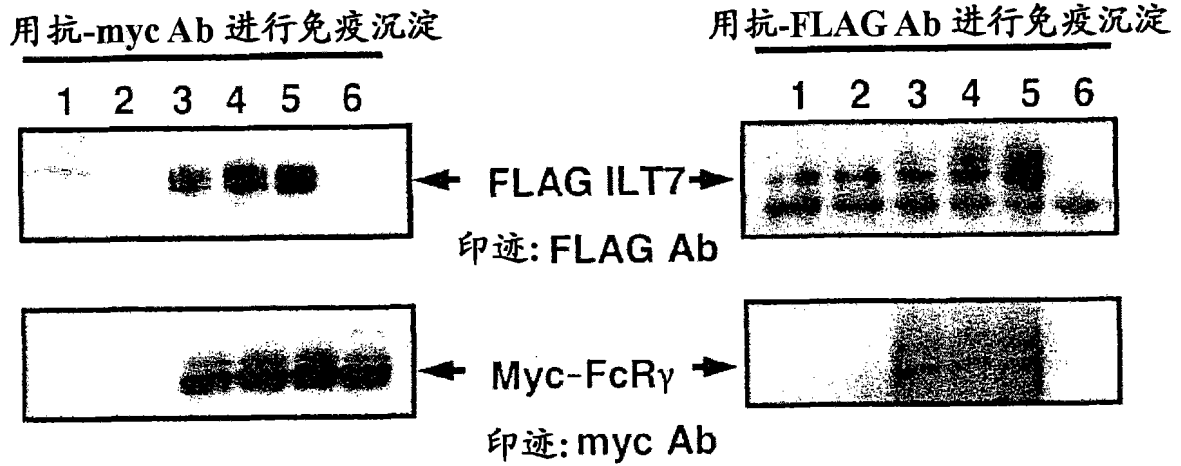 用抗-myc Ab 进行免疫沉淀
用抗-FLAG Ab 进行免疫沉淀
1 2 3 4 5 6
1 2 3 4 5 6
FLAG ILT7
印迹: FLAG Ab
Myc-FcRγ
印迹: myc Ab